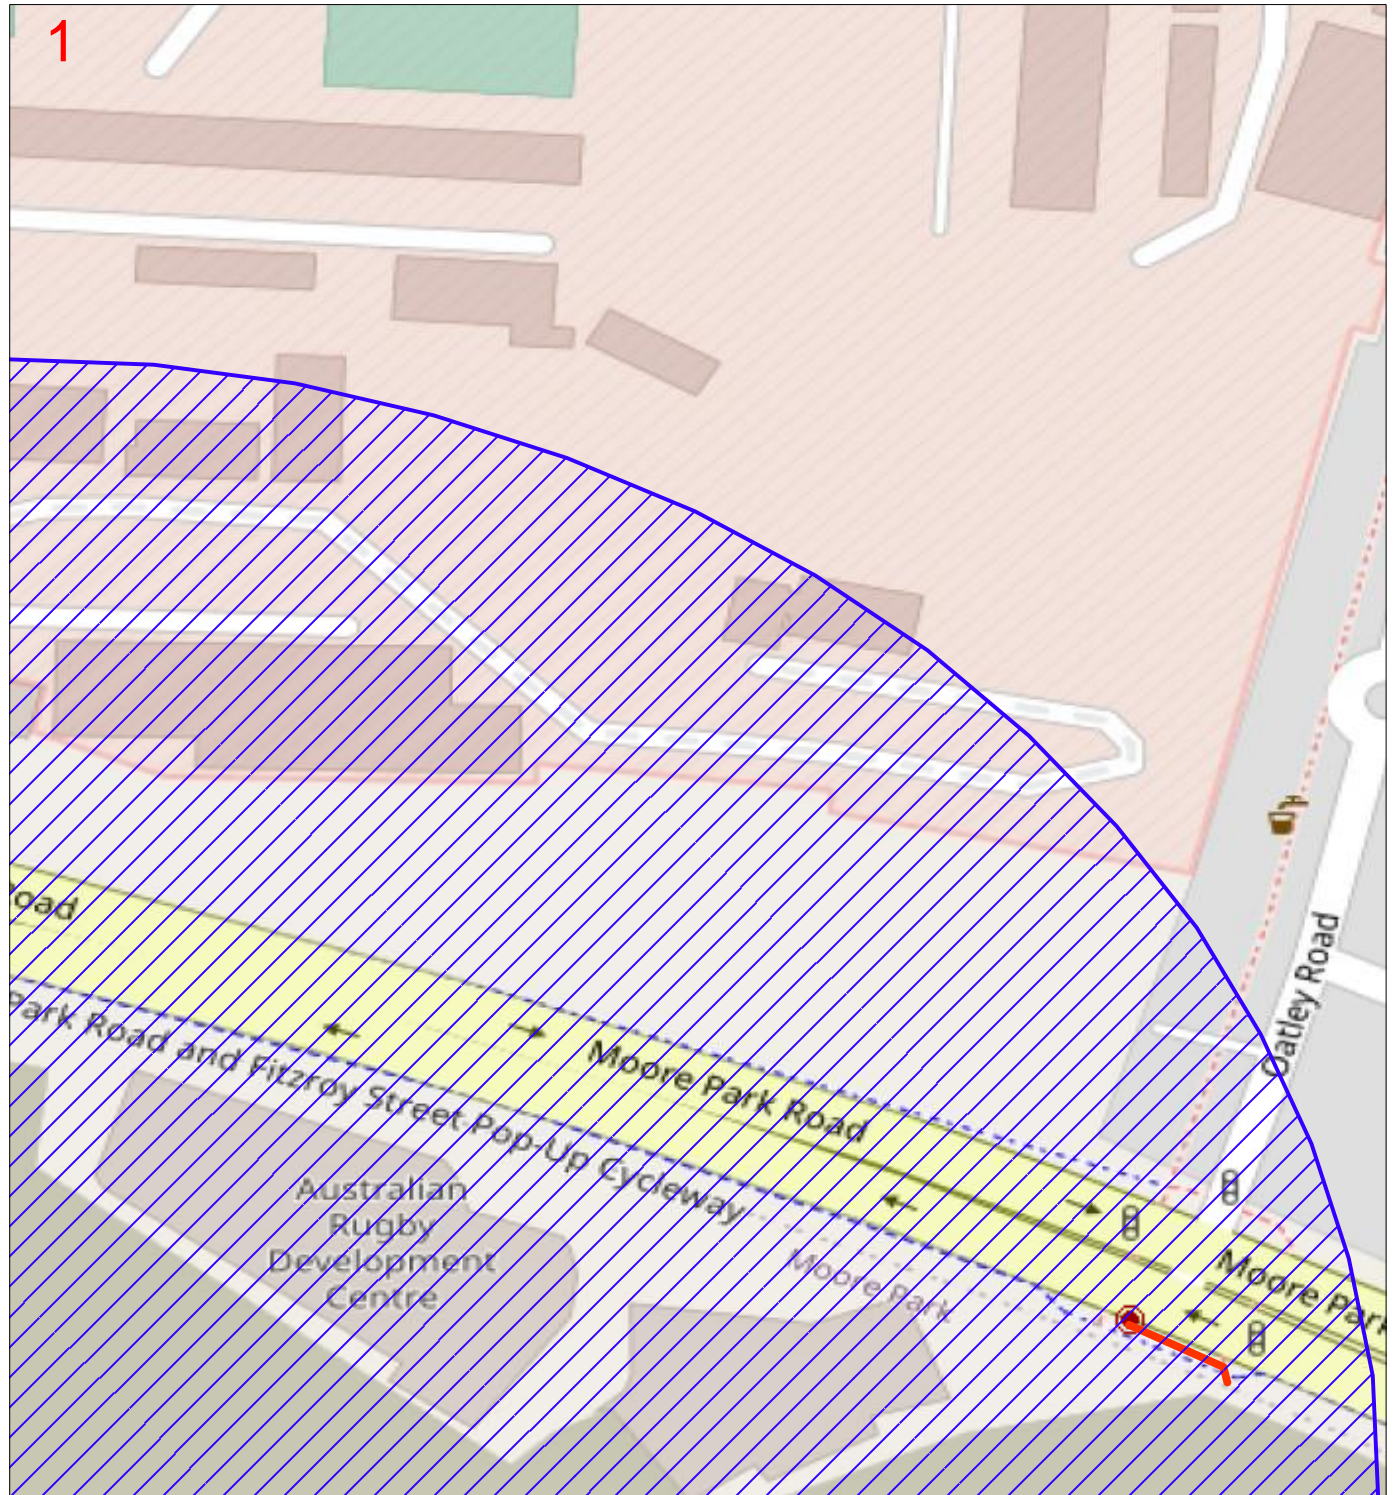 1
oad
Park Road and Fitzroy Street Pop-Up Cycleway
Moore Park Road
Oatley Road
Australian
Rugby
Development
Centre
Moore Park
Moore Park